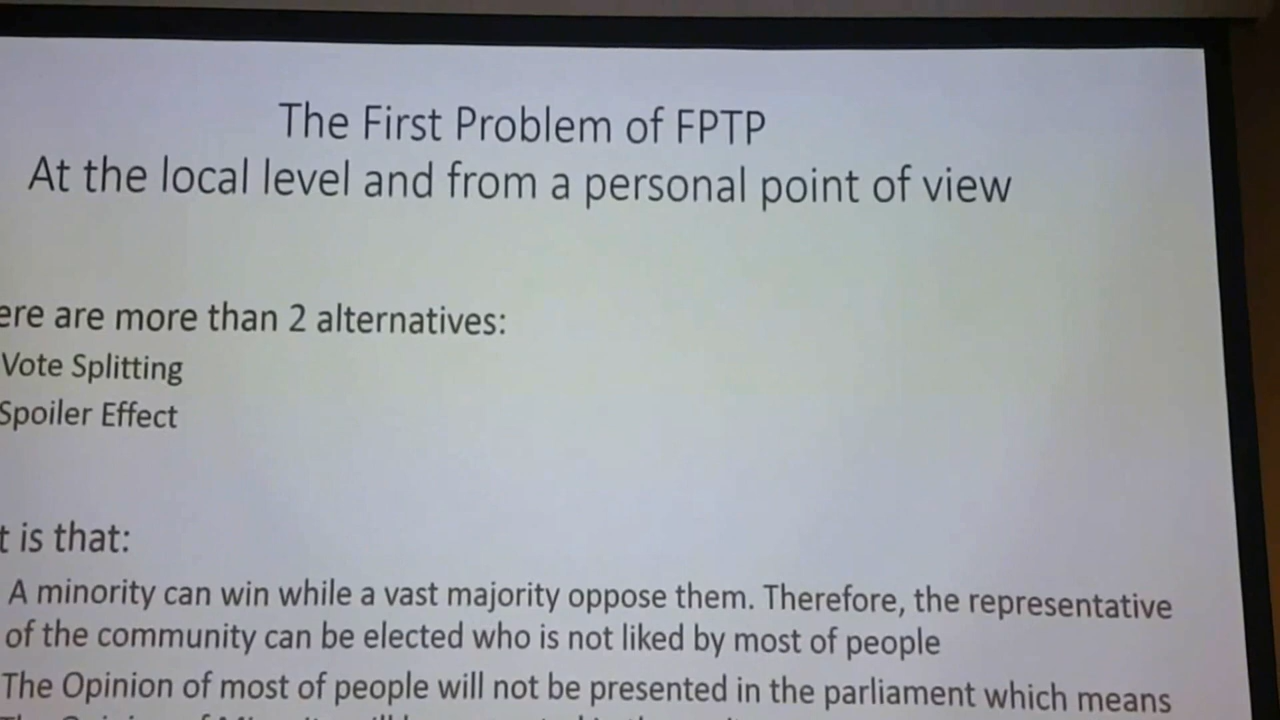 The First Problem of FPTP
At the local level and from a personal point of view
ere are more than 2 alternatives:
Vote Splitting
Spoiler Effect
t is that:
A minority can win while a vast majority oppose them. Therefore, the representative
of the community can be elected who is not liked by most of people
The Opinion of most of people will not be presented in the parliament which means